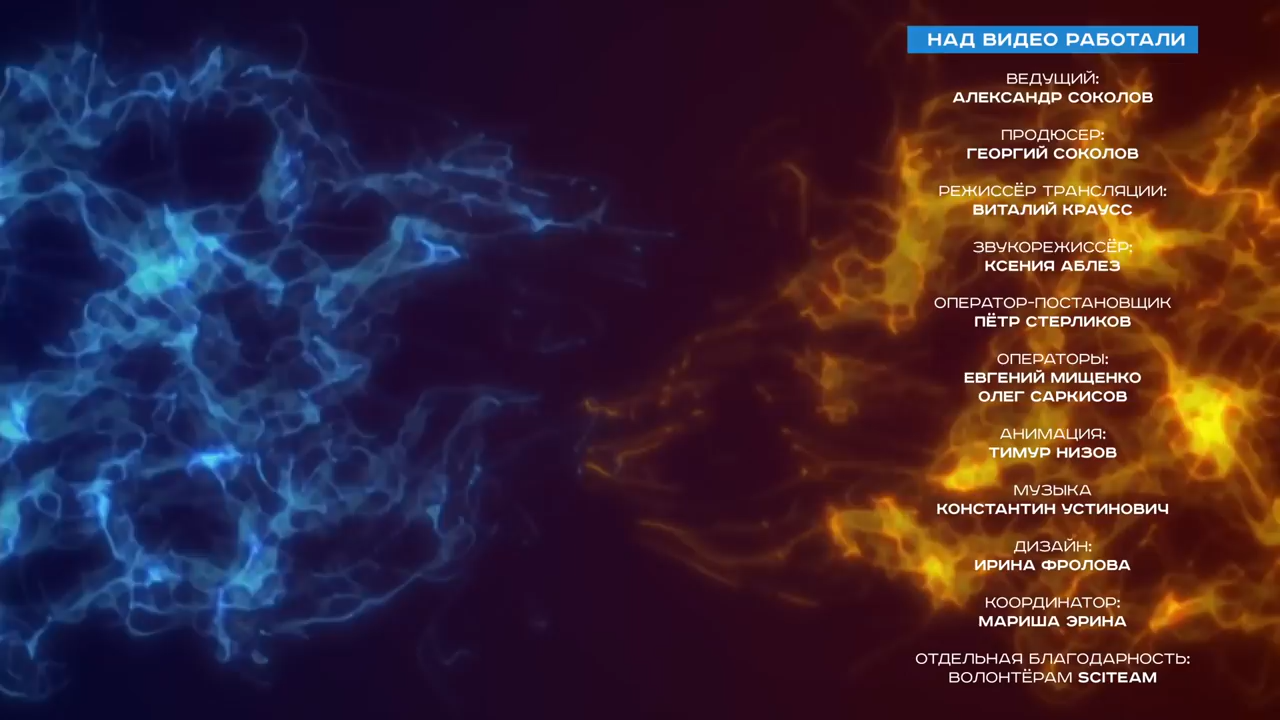 НАД ВИДЕО РАБОТАЛИ
ВЕДУЩИЙ:
АЛЕКСАНДР СОКОЛОВ
ПРОДЮСЕР:
ГЕОРГИЙ СОКОЛОВ
РЕЖИССЁР ТРАНСЛЯЦИИ:
ВИТАЛИЙ КРАУСС
ЗВУКОРЕЖИССЁР:
КСЕНИЯ АБЛЕЗ
ОПЕРАТОР-ПОСТАНОВЩИК
ПЁТР СТЕРЛИКОВ
ОПЕРАТОРЫ:
ЕВГЕНИЙ МИЩЕНКО
ОЛЕГ САРКИСОВ
АНИМАЦИЯ:
ТИМУР НИЗОВ
МУЗЫКА
КОНСТАНТИН УСТИНОВИЧ
ДИЗАЙН:
ИРИНА ФРОЛОВА
КООРДИНАТОР:
МАРИША ЭРИНА
ОТДЕЛЬНАЯ БЛАГОДАРНОСТЬ:
ВОЛОНТЁРАМ SCITEAM